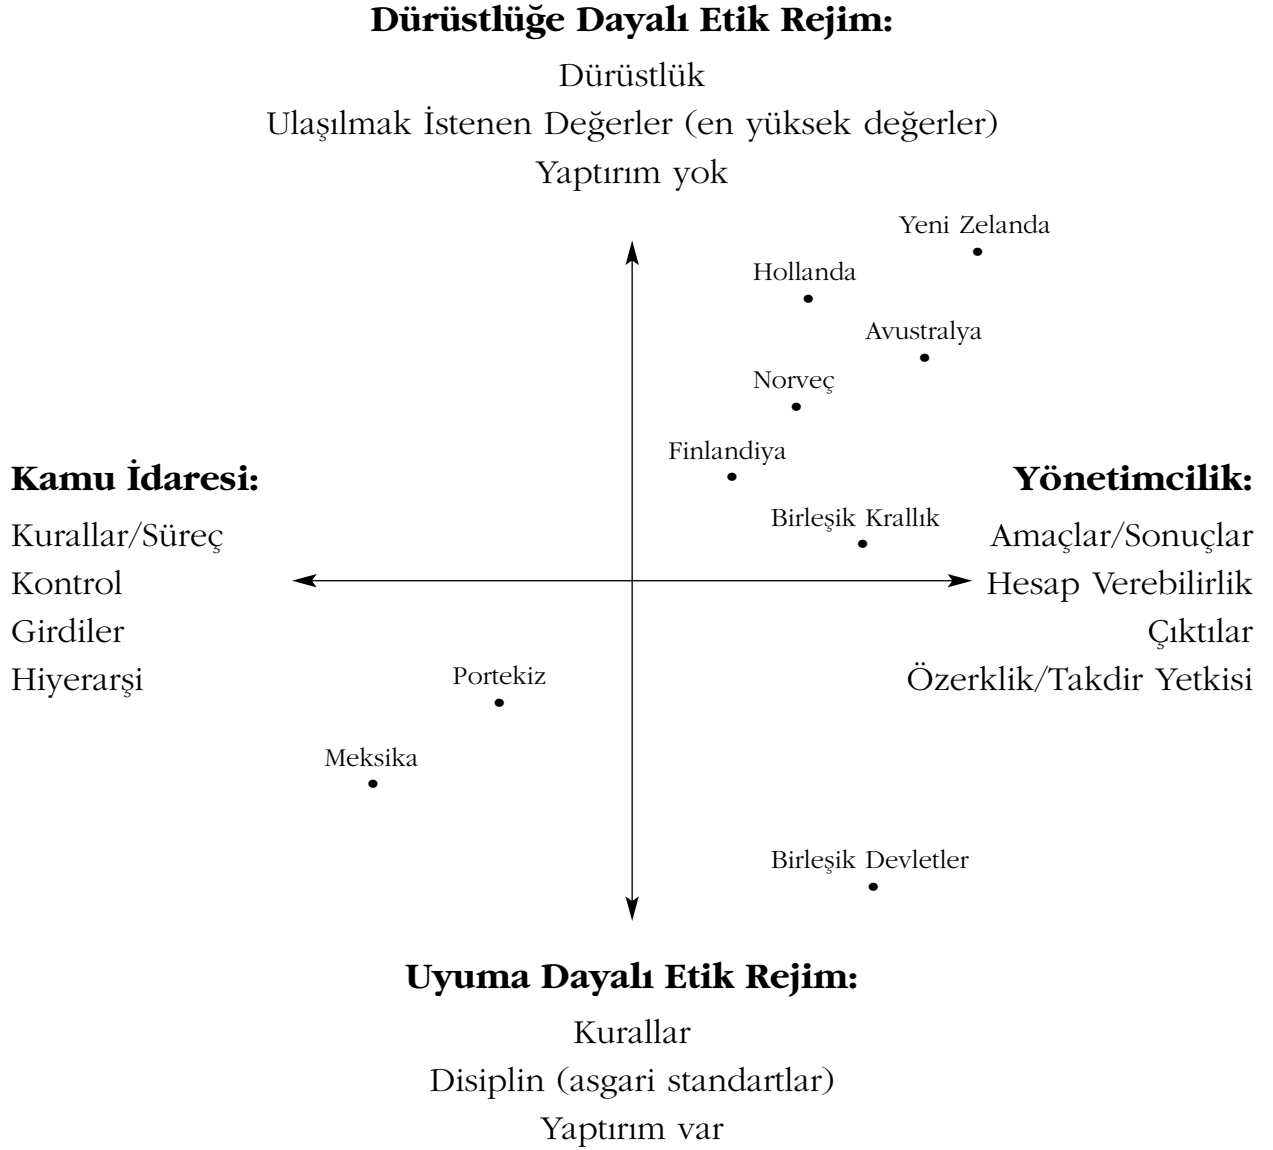 Dürüstlüğe Dayalı Etik Rejim:
Dürüstlük
Ulaşılmak İstenen Değerler (en yüksek değerler)
Yaptırım yok
Yeni Zelanda
Hollanda
Avustralya
Norveç
Finlandiya
Kamu İdaresi:
Kurallar/Süreç
Kontrol
Girdiler
Hiyerarşi
Birleşik Krallık
Yönetimcilik:
Amaçlar/Sonuçlar
Hesap Verebilirlik
Çıktılar
Özerklik/Takdir Yetkisi
Portekiz
Meksika
Birleşik Devletler
Uyuma Dayalı Etik Rejim:
Kurallar
Disiplin (asgari standartlar)
Yaptırım var